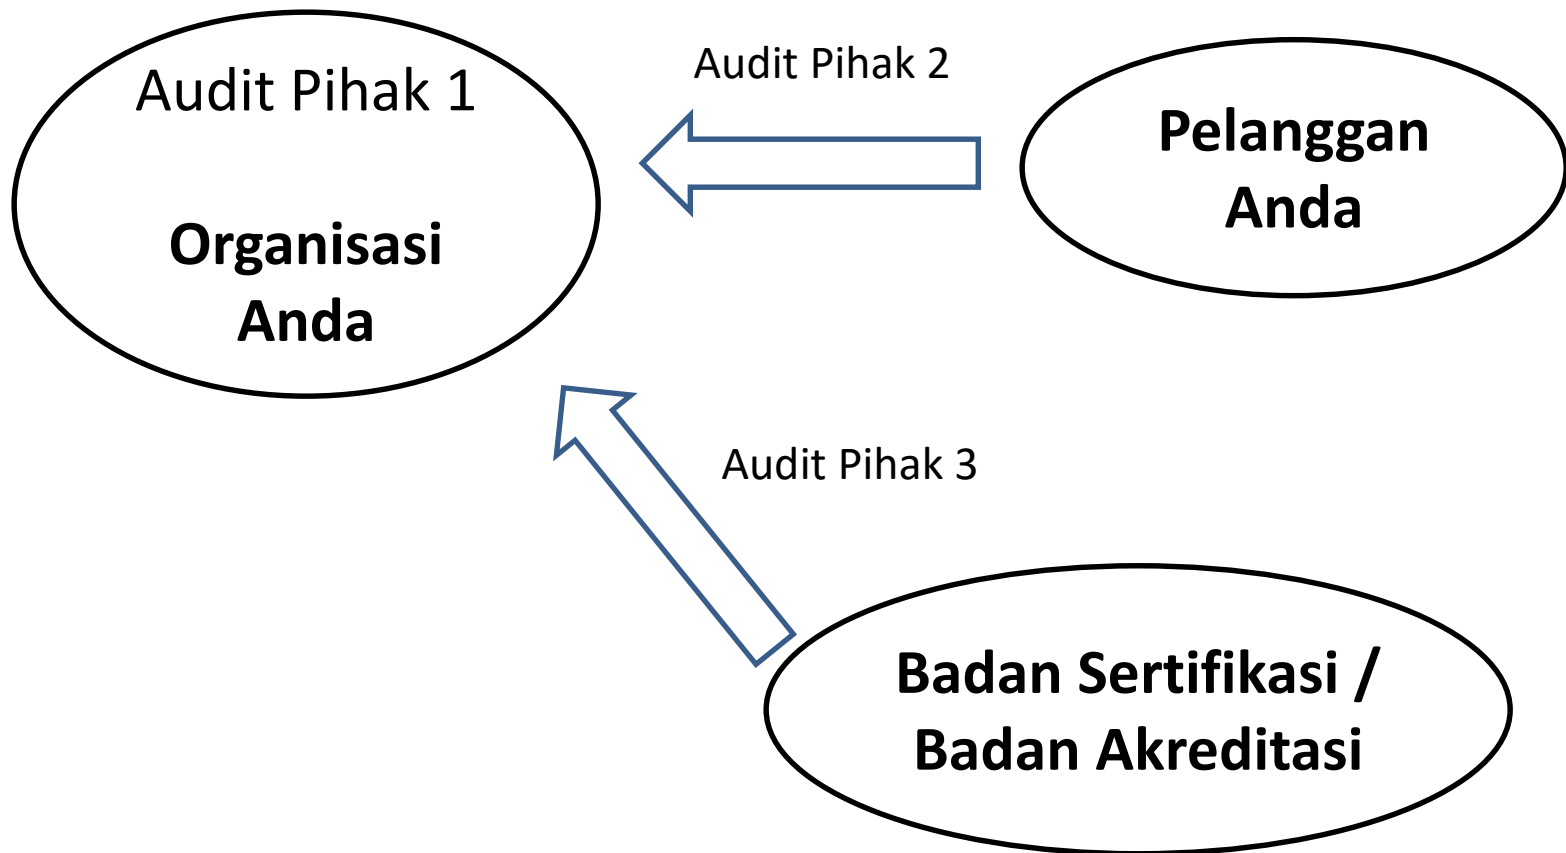 Audit Pihak 1
Organisasi
Anda
Audit Pihak 2
Pelanggan
Anda
Audit Pihak 3
Badan Sertifikasi /
Badan Akreditasi